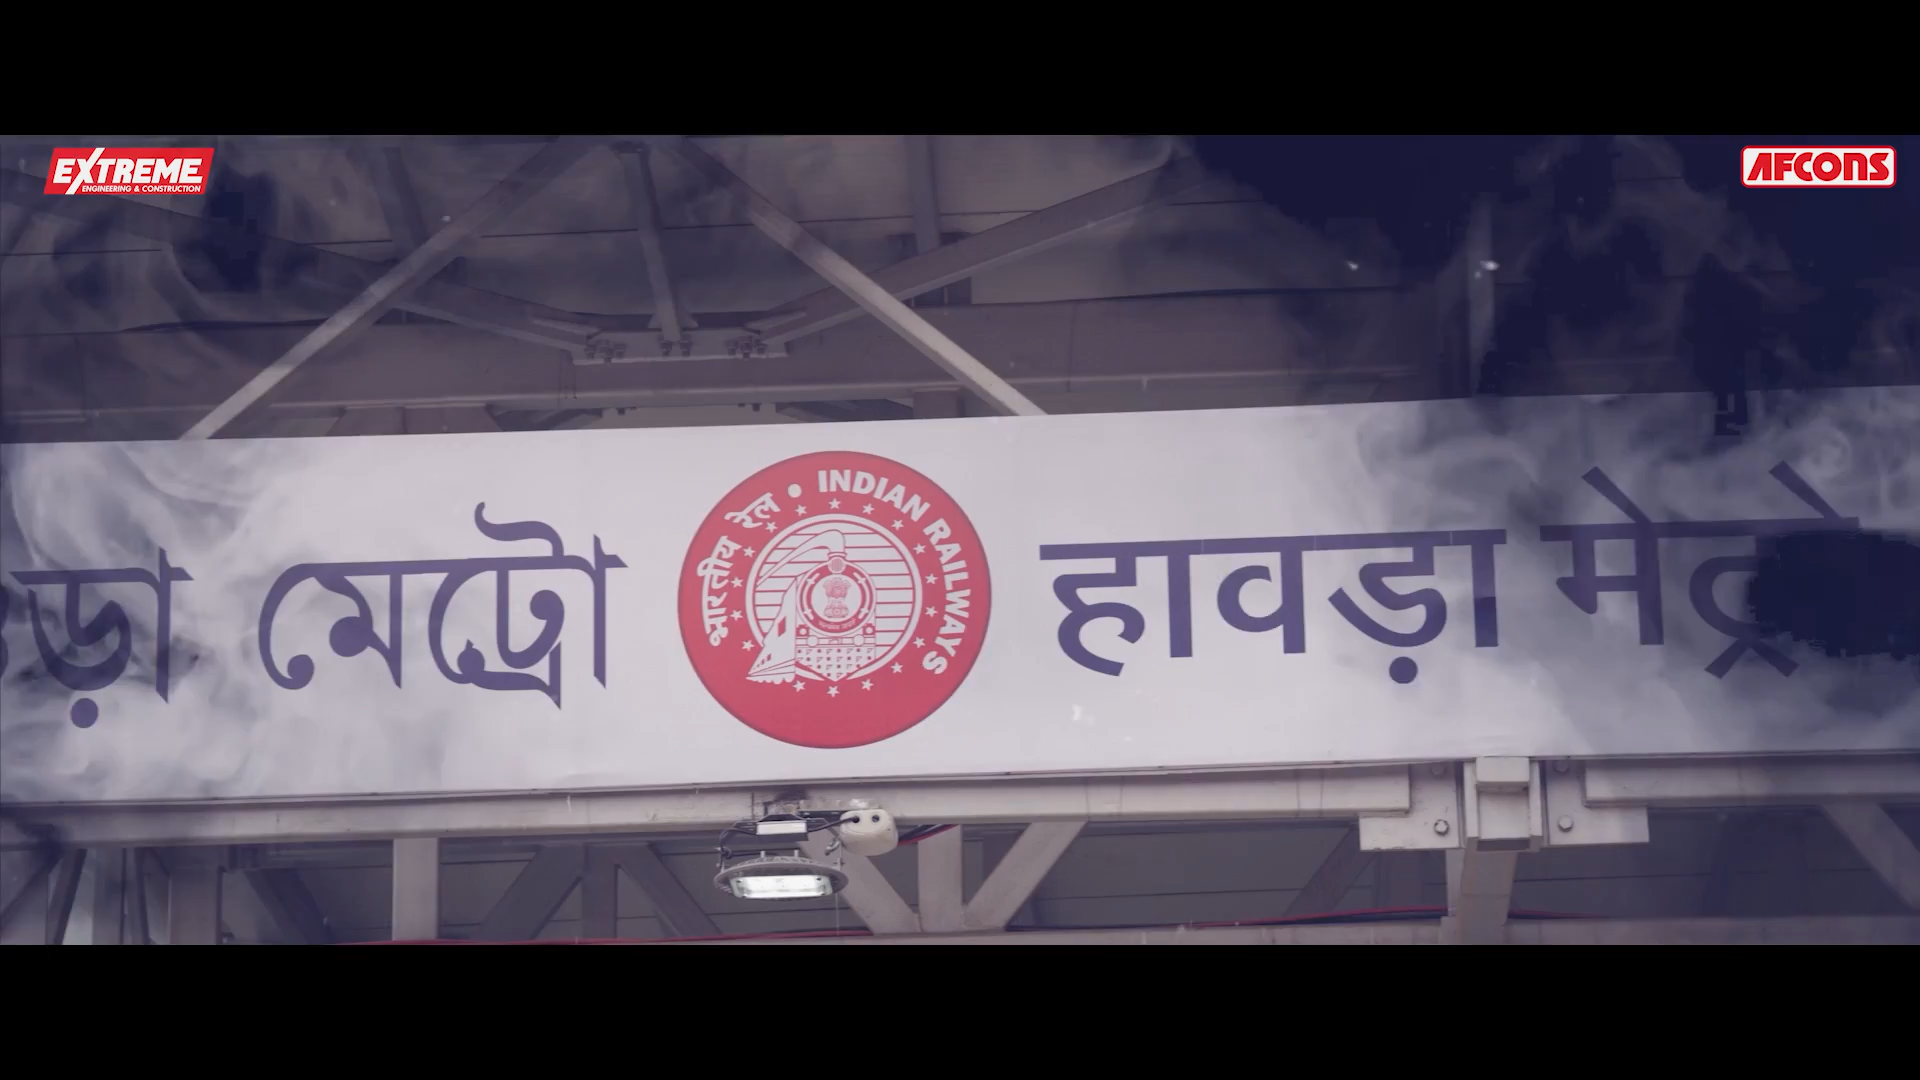 EXTREME
ENGINEERING & CONSTRUCTION
AFCONS
মেট্রো
भारतीय रेल • INDIAN RAILWAYS
हावड़ा मेट्रो